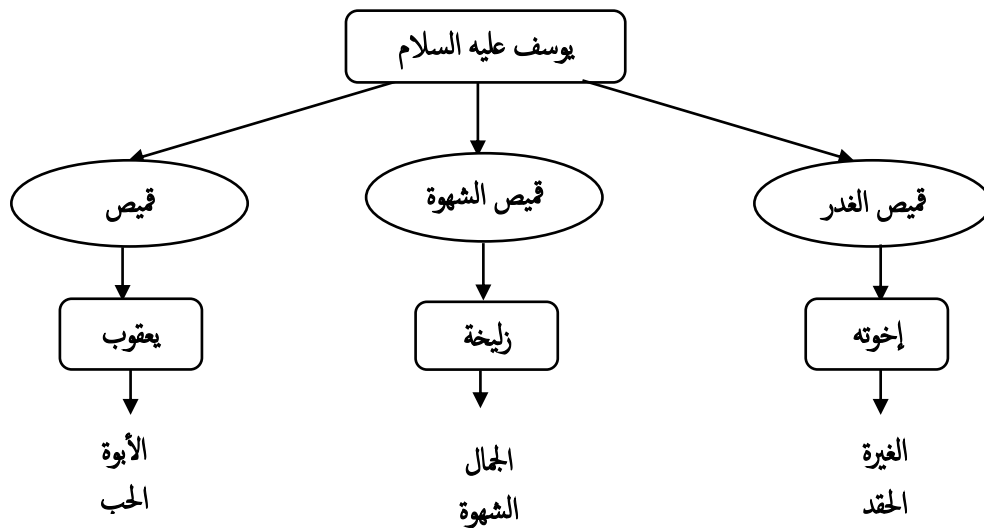 يوسف عليه السلام
قميص الغدر
قميص الشهوة
قميص
إخوته
زليخة
يعقوب
الغيرة
الحقد
الجمال
الشهوة
الأبوة
الحب